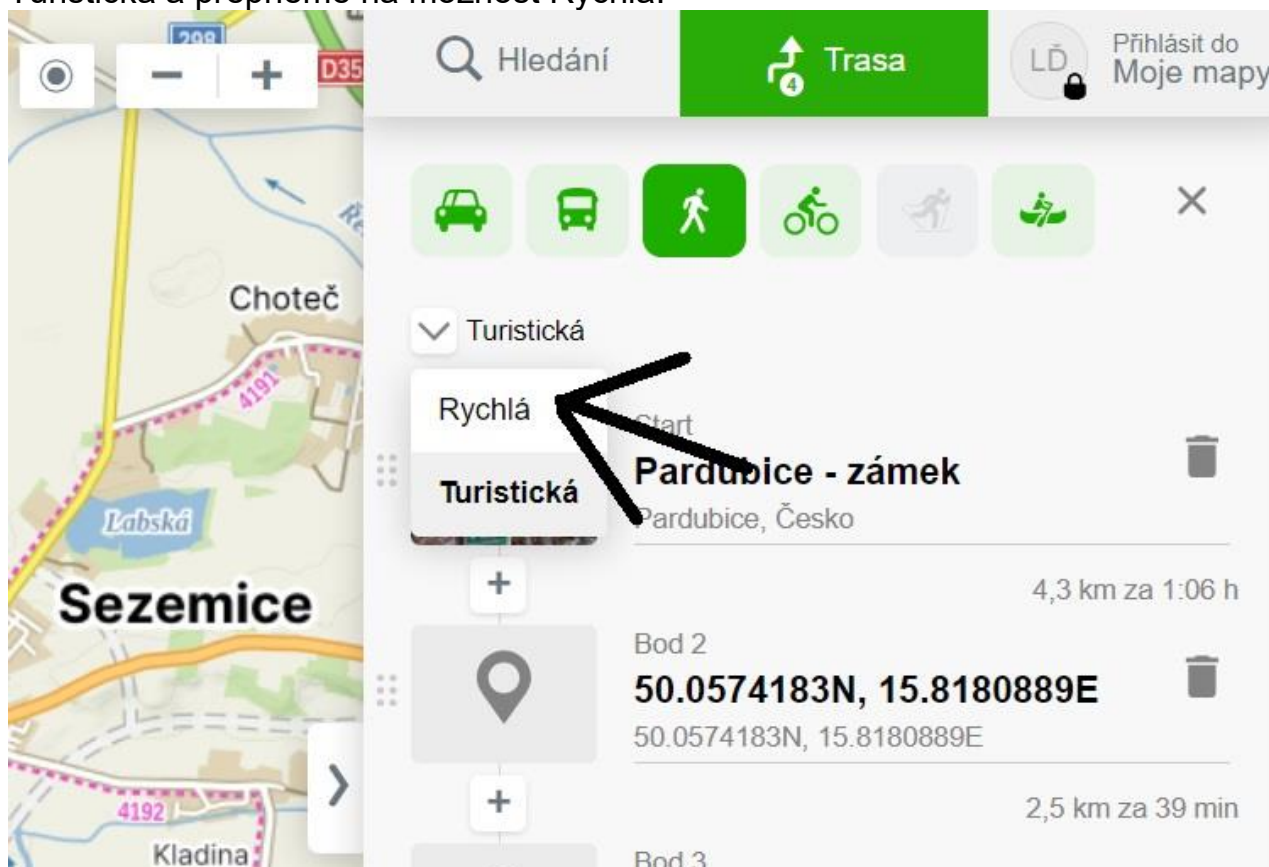 Turistická a přepneme na možnost Rychlá.
298
D35
Hledání
4
Trasa
LĎ
Přihlásit do
Moje mapy
Choteč
4191
Labská
Sezemice
4192
Kladina
Turistická
Rychlá
Turistická
Start
Pardubice - zámek
Pardubice, Česko
4,3 km za 1:06 h
Bod 2
50.0574183N, 15.8180889E
50.0574183N, 15.8180889E
2,5 km za 39 min
Bod 3